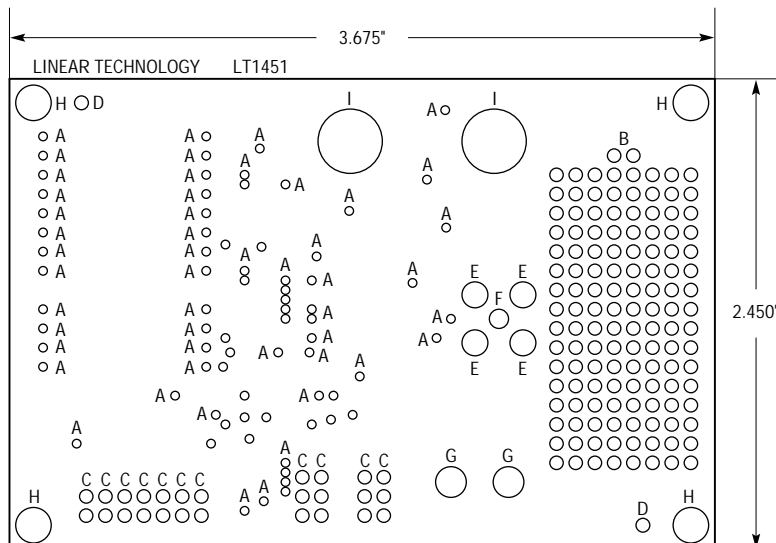 3.675"
LINEAR TECHNOLOGY LT1451
H D I I A H
A A A B
A A A
A A A A
A A A
A A
A A A
A A A A
A A A A E E
F
A A A A
A A A A
A A A A E E
A A A
A A
A
A
A A
C C C C C C C C C C C G G
H A A D H
2.450"